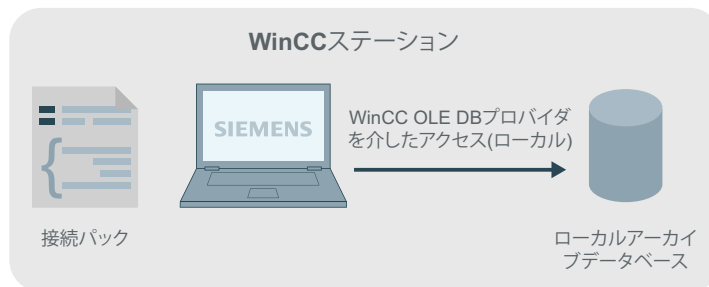 WinCCステーション
SIEMENS
WinCC OLE DBプロバイダ
を介したアクセス(ローカル)
接続パック
ローカルアーカイ
ブデータベース